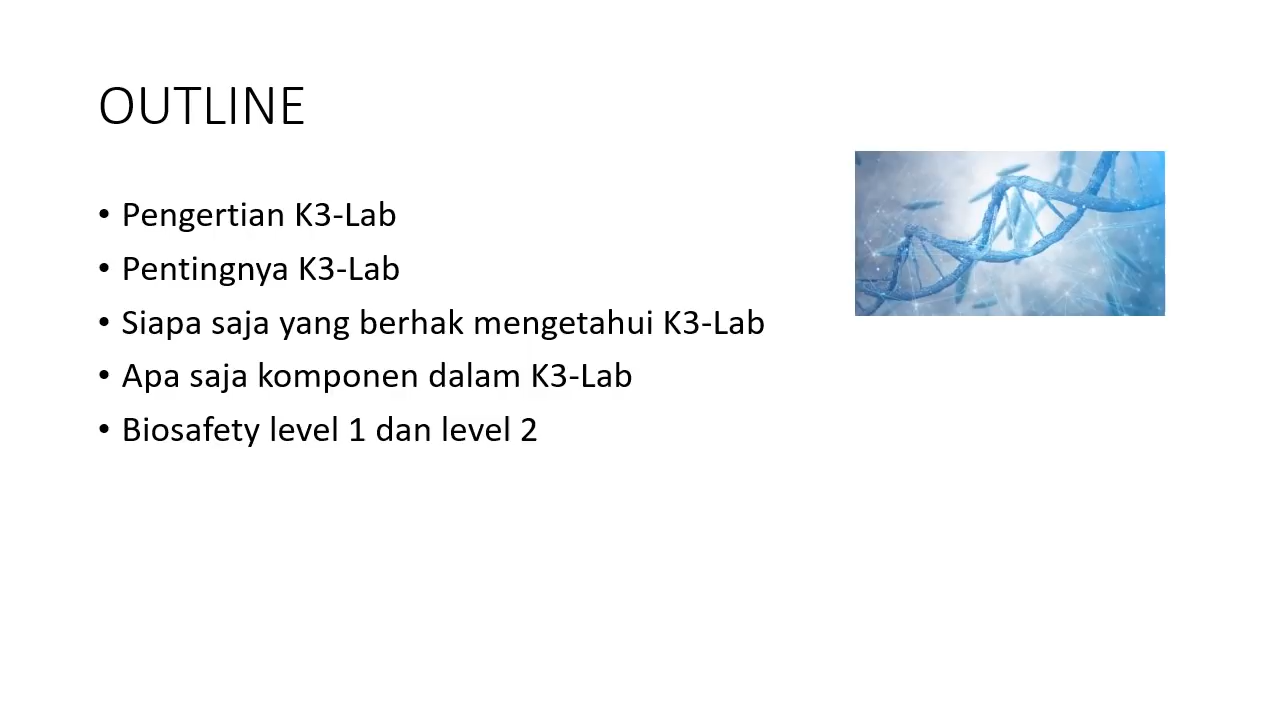 OUTLINE
• Pengertian K3-Lab
• Pentingnya K3-Lab
• Siapa saja yang berhak mengetahui K3-Lab
• Apa saja komponen dalam K3-Lab
• Biosafety level 1 dan level 2